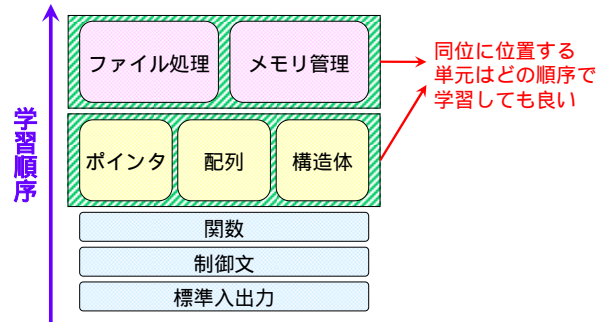 学習順序
ファイル処理
メモリ管理
同位に位置する
単元はどの順序で
学習しても良い
ポインタ
配列
構造体
関数
制御文
標準入出力